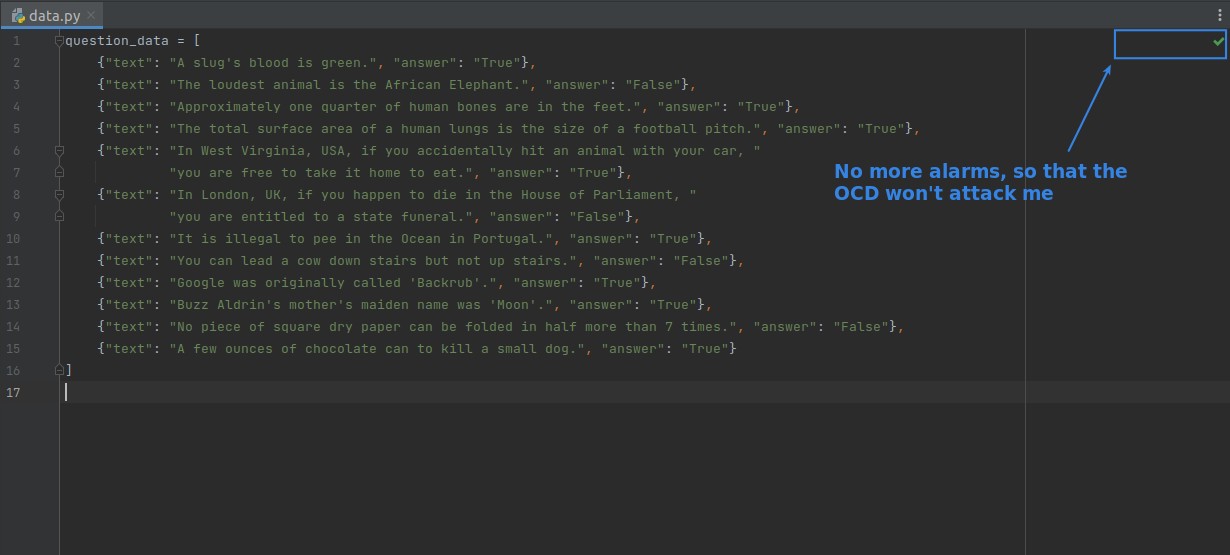 data.py
1 question_data = [
2 {"text": "A slug's blood is green.", "answer": "True"},
3 {"text": "The loudest animal is the African Elephant.", "answer": "False"},
4 {"text": "Approximately one quarter of human bones are in the feet.", "answer": "True"},
5 {"text": "The total surface area of a human lungs is the size of a football pitch.", "answer": "True"},
6 {"text": "In West Virginia, USA, if you accidentally hit an animal with your car, "
7 "you are free to take it home to eat.", "answer": "True"},
8 {"text": "In London, UK, if you happen to die in the House of Parliament, "
9 "you are entitled to a state funeral.", "answer": "False"},
10 {"text": "It is illegal to pee in the Ocean in Portugal.", "answer": "True"},
11 {"text": "You can lead a cow down stairs but not up stairs.", "answer": "False"},
12 {"text": "Google was originally called 'Backrub'.", "answer": "True"},
13 {"text": "Buzz Aldrin's mother's maiden name was 'Moon'.", "answer": "True"},
14 {"text": "No piece of square dry paper can be folded in half more than 7 times.", "answer": "False"},
15 {"text": "A few ounces of chocolate can to kill a small dog.", "answer": "True"}
16 ]
17
No more alarms, so that the
OCD won't attack me